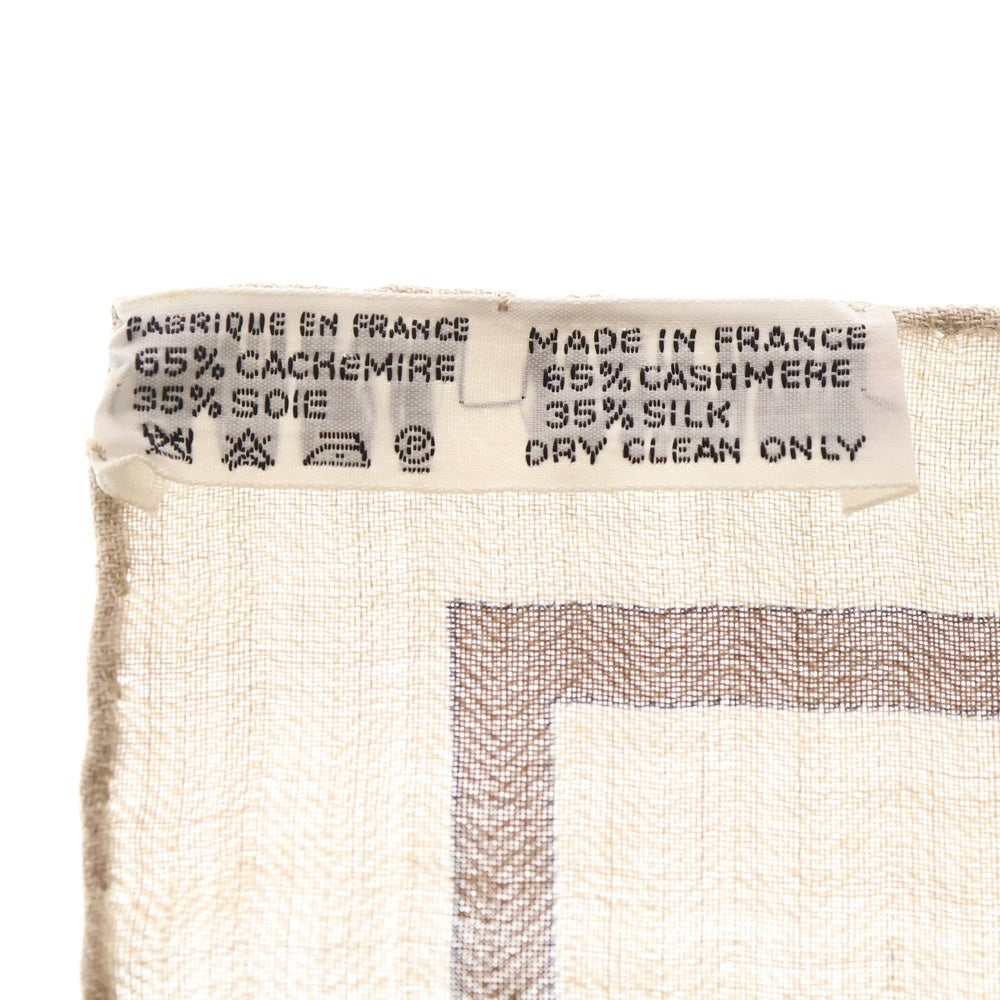 FABRIQUE EN FRANCE
65% CACHEMIRE
35% SOIE
P
MADE IN FRANCE
65% CASHMERE
35% SILK
DRY CLEAN ONLY